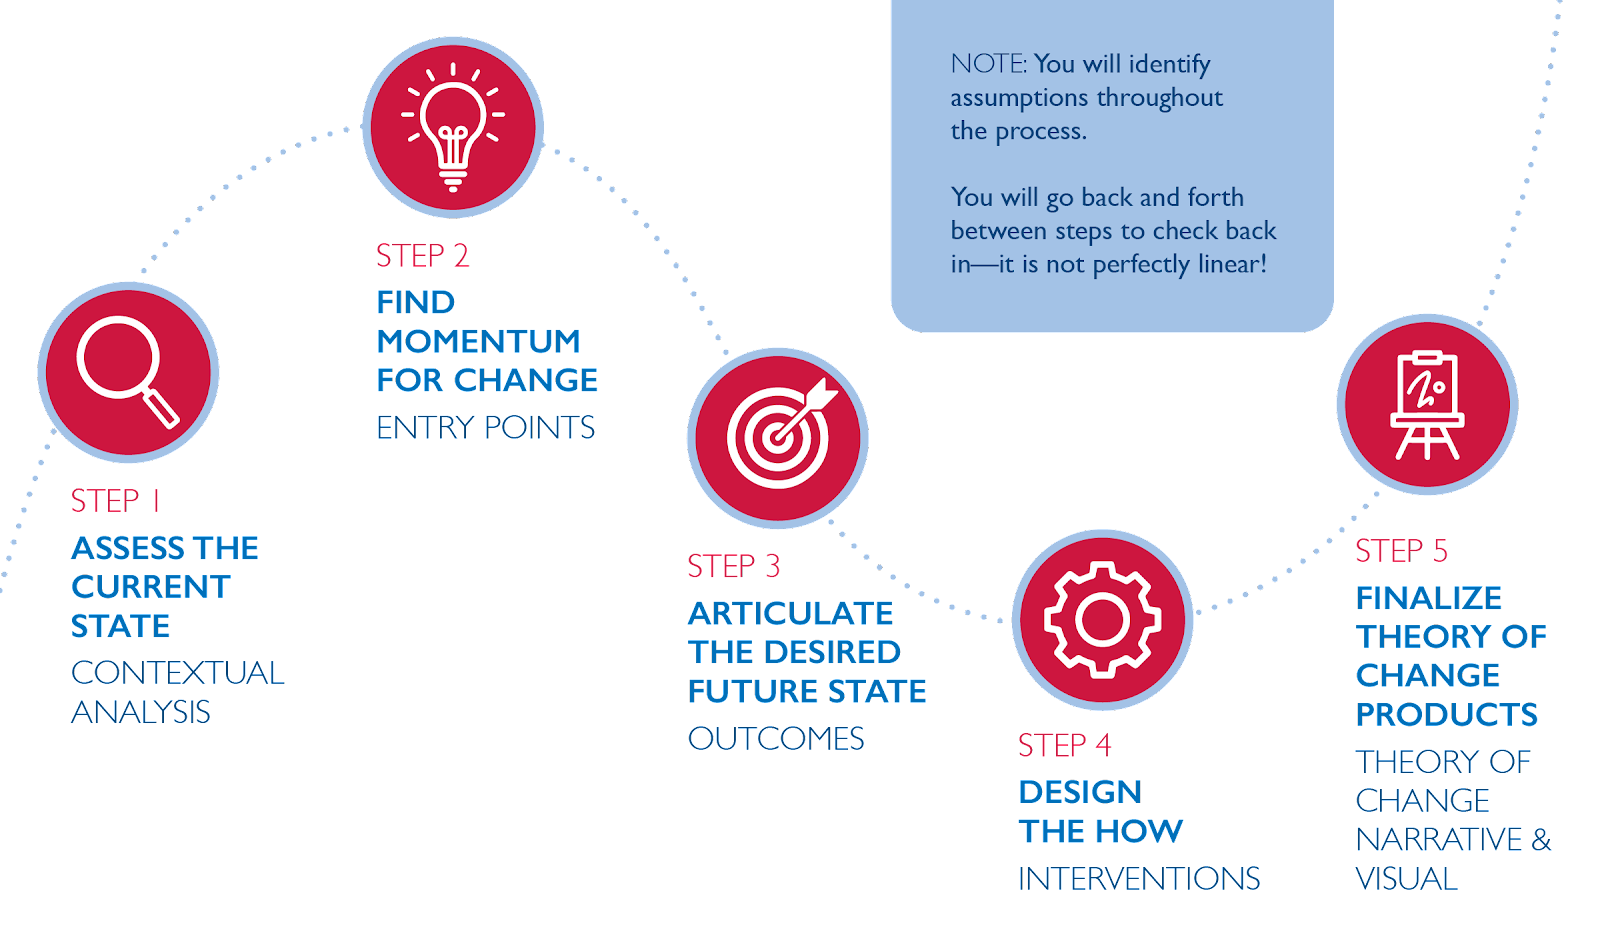 STEP 1
ASSESS THE
CURRENT
STATE
CONTEXTUAL
ANALYSIS
STEP 2
FIND
MOMENTUM
FOR CHANGE
ENTRY POINTS
STEP 3
ARTICULATE
THE DESIRED
FUTURE STATE
OUTCOMES
STEP 4
DESIGN
THE HOW
INTERVENTIONS
NOTE: You will identify
assumptions throughout
the process.
You will go back and forth
between steps to check back
in—it is not perfectly linear!
STEP 5
FINALIZE
THEORY OF
CHANGE
PRODUCTS
THEORY OF
CHANGE
NARRATIVE &
VISUAL